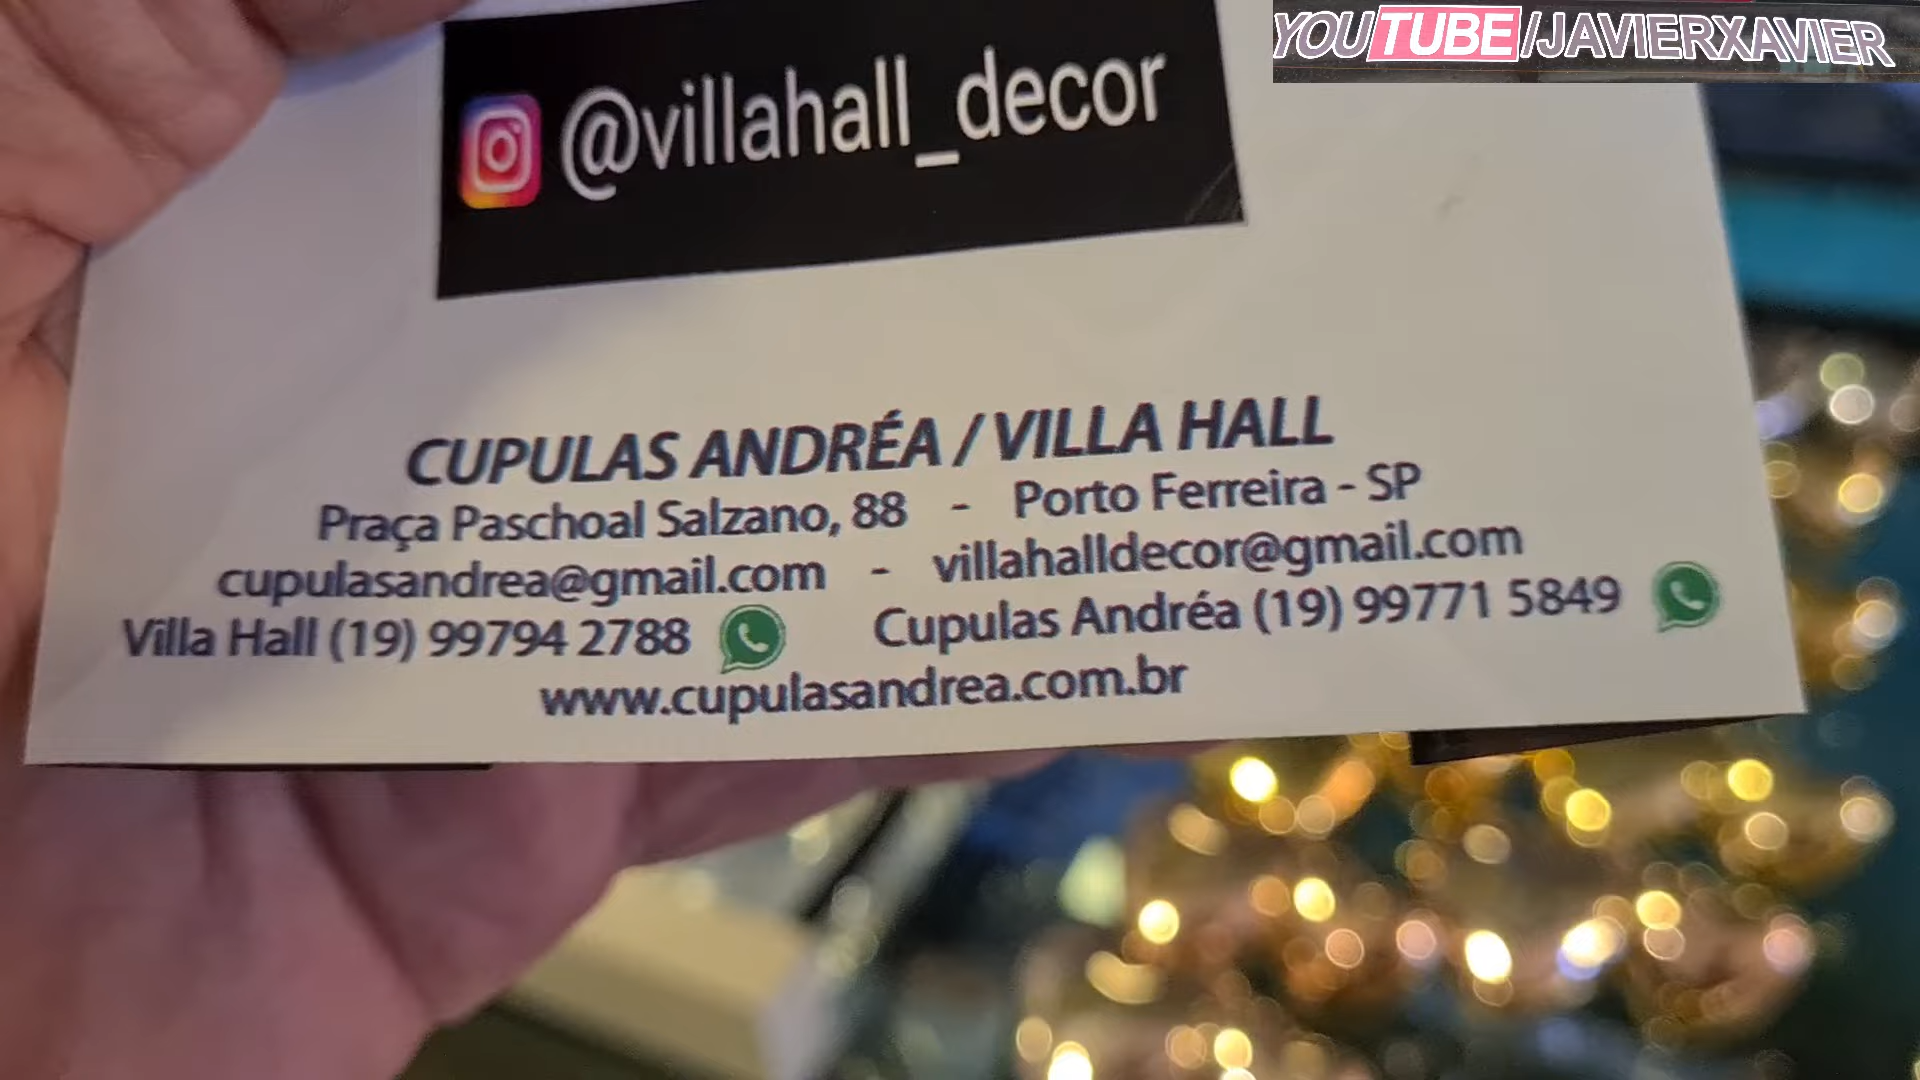 YOUTUBE/JAVIERXAVIER
@villahall_decor
CUPULAS ANDRÉA / VILLA HALL
Praça Paschoal Salzano, 88 - Porto Ferreira - SP
cupulasandrea@gmail.com - villahalldecor@gmail.com
Villa Hall (19) 99794 2788 Cupulas Andréa (19) 99771 5849
www.cupulasandrea.com.br